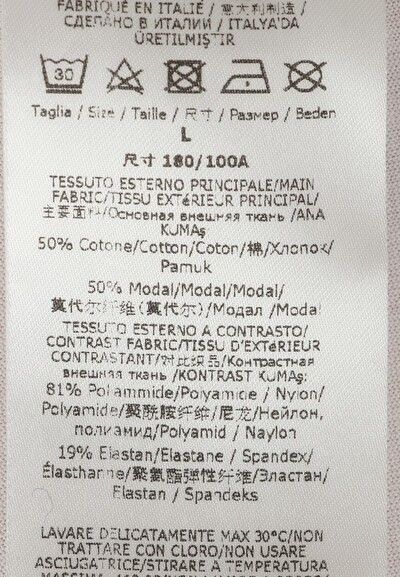 FABRIQUÉ EN ITALIE / 意大利制造 /
СДЕЛАНО В ИТАЛИИ / İTALYA'DA
ÜRETİLMİŞTİR
30
Taglia / Size / Taille / 尺寸 / Размер / Beden
L
尺寸 180/100A
TESSUTO ESTERNO PRINCIPALE/MAIN
FABRIC/TISSU EXTÉRIEUR PRINCIPAL/
主要面料/Основная внешняя ткань /ANA
KUMAş
50% Cotone/Cotton/Coton/棉/Хлопок/
Pamuk
50% Modal/Modal/Modal/
莫代尔纤维(莫代尔)/Модал /Modal
TESSUTO ESTERNO A CONTRASTO/
CONTRAST FABRIC/TISSU D'EXTéRIEUR
CONTRASTANT/对比织品/Контрастная
внешняя ткань /KONTRAST KUMAş:
81% Poliammide/Polyamide / Nylon/
Polyamide/聚酰胺纤维/尼龙/Нейлон,
полиамид/Polyamid / Naylon
19% Elastan/Elastane / Spandex/
Élasthanne/聚氨酯弹性纤维/Эластан/
Elastan / Spandeks
LAVARE DELICATAMENTE MAX 30°C/NON
TRATTARE CON CLORO/NON USARE
ASCIUGATRICE/STIRARE A TEMPERATURA